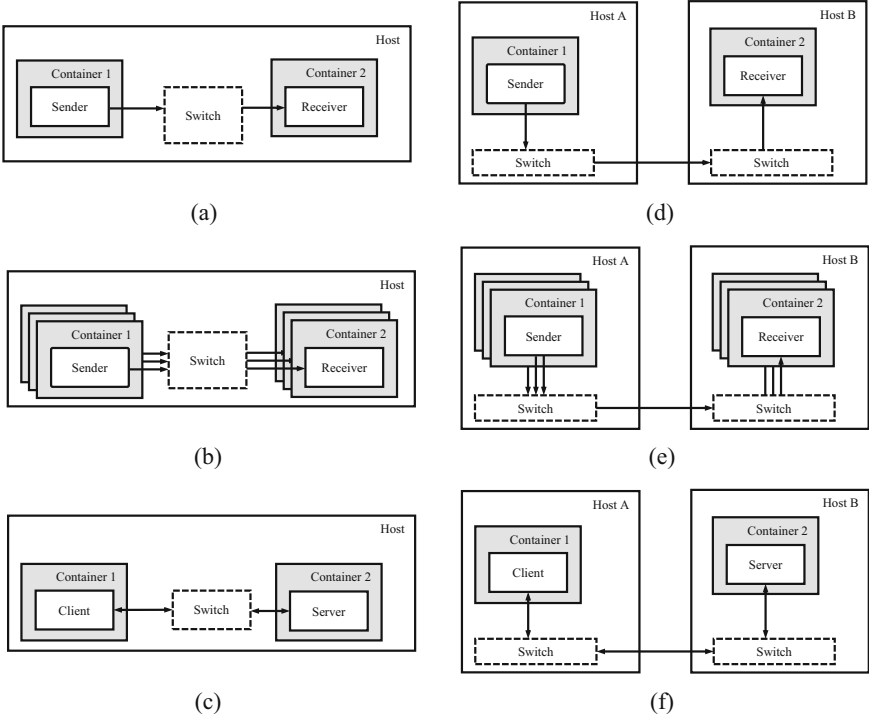 Host
Container 1
Sender
Switch
Container 2
Receiver
(a)
Host A
Container 1
Sender
Switch
Host B
Container 2
Receiver
Switch
(d)
Host
Container 1
Sender
Switch
Container 2
Receiver
(b)
Host A
Container 1
Sender
Switch
Host B
Container 2
Receiver
Switch
(e)
Host
Container 1
Client
Switch
Container 2
Server
(c)
Host A
Container 1
Client
Switch
Host B
Container 2
Server
Switch
(f)